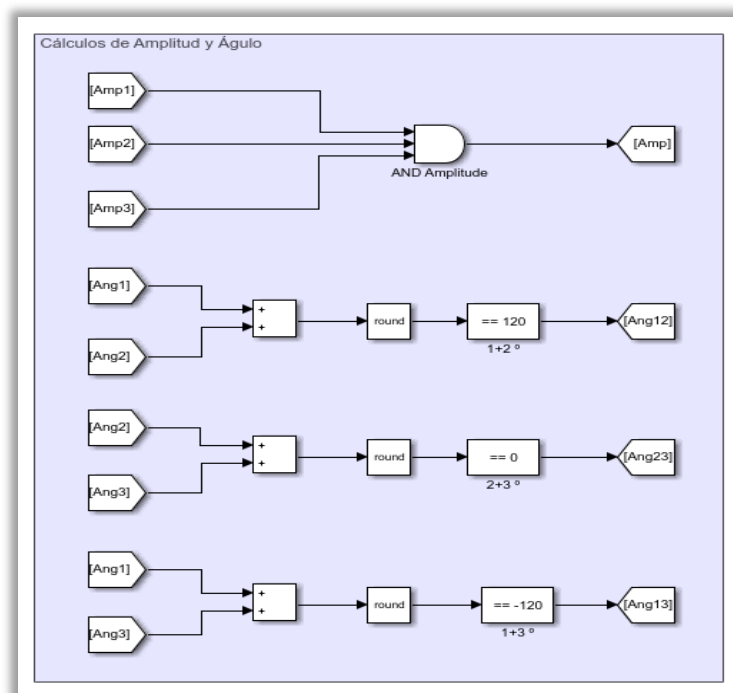 Cálculos de Amplitud y Águlo
[Amp1]
[Amp2]
[Amp3]
AND Amplitude
[Amp]
[Ang1]
[Ang2]
+
+
round
== 120
1+2 º
[Ang12]
[Ang2]
[Ang3]
+
+
round
== 0
2+3 º
[Ang23]
[Ang1]
[Ang3]
+
+
round
== -120
1+3 º
[Ang13]